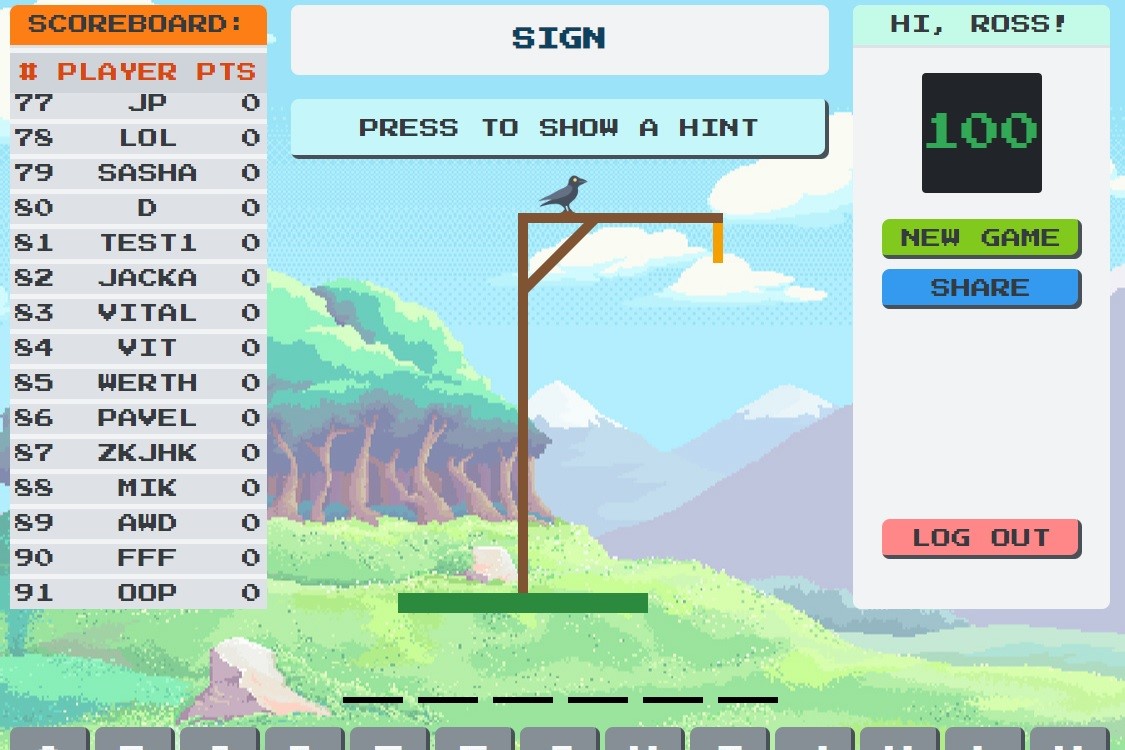 SCOREBOARD:
# PLAYER PTS
77 JP 0
78 LOL 0
79 SASHA 0
80 D 0
81 TEST1 0
82 JACKA 0
83 VITAL 0
84 VIT 0
85 WERTH 0
86 PAVEL 0
87 ZKJHK 0
88 MIK 0
89 AWD 0
90 FFF 0
91 OOP 0
SIGN
PRESS TO SHOW A HINT
HI, ROSS!
100
NEW GAME
SHARE
LOG OUT